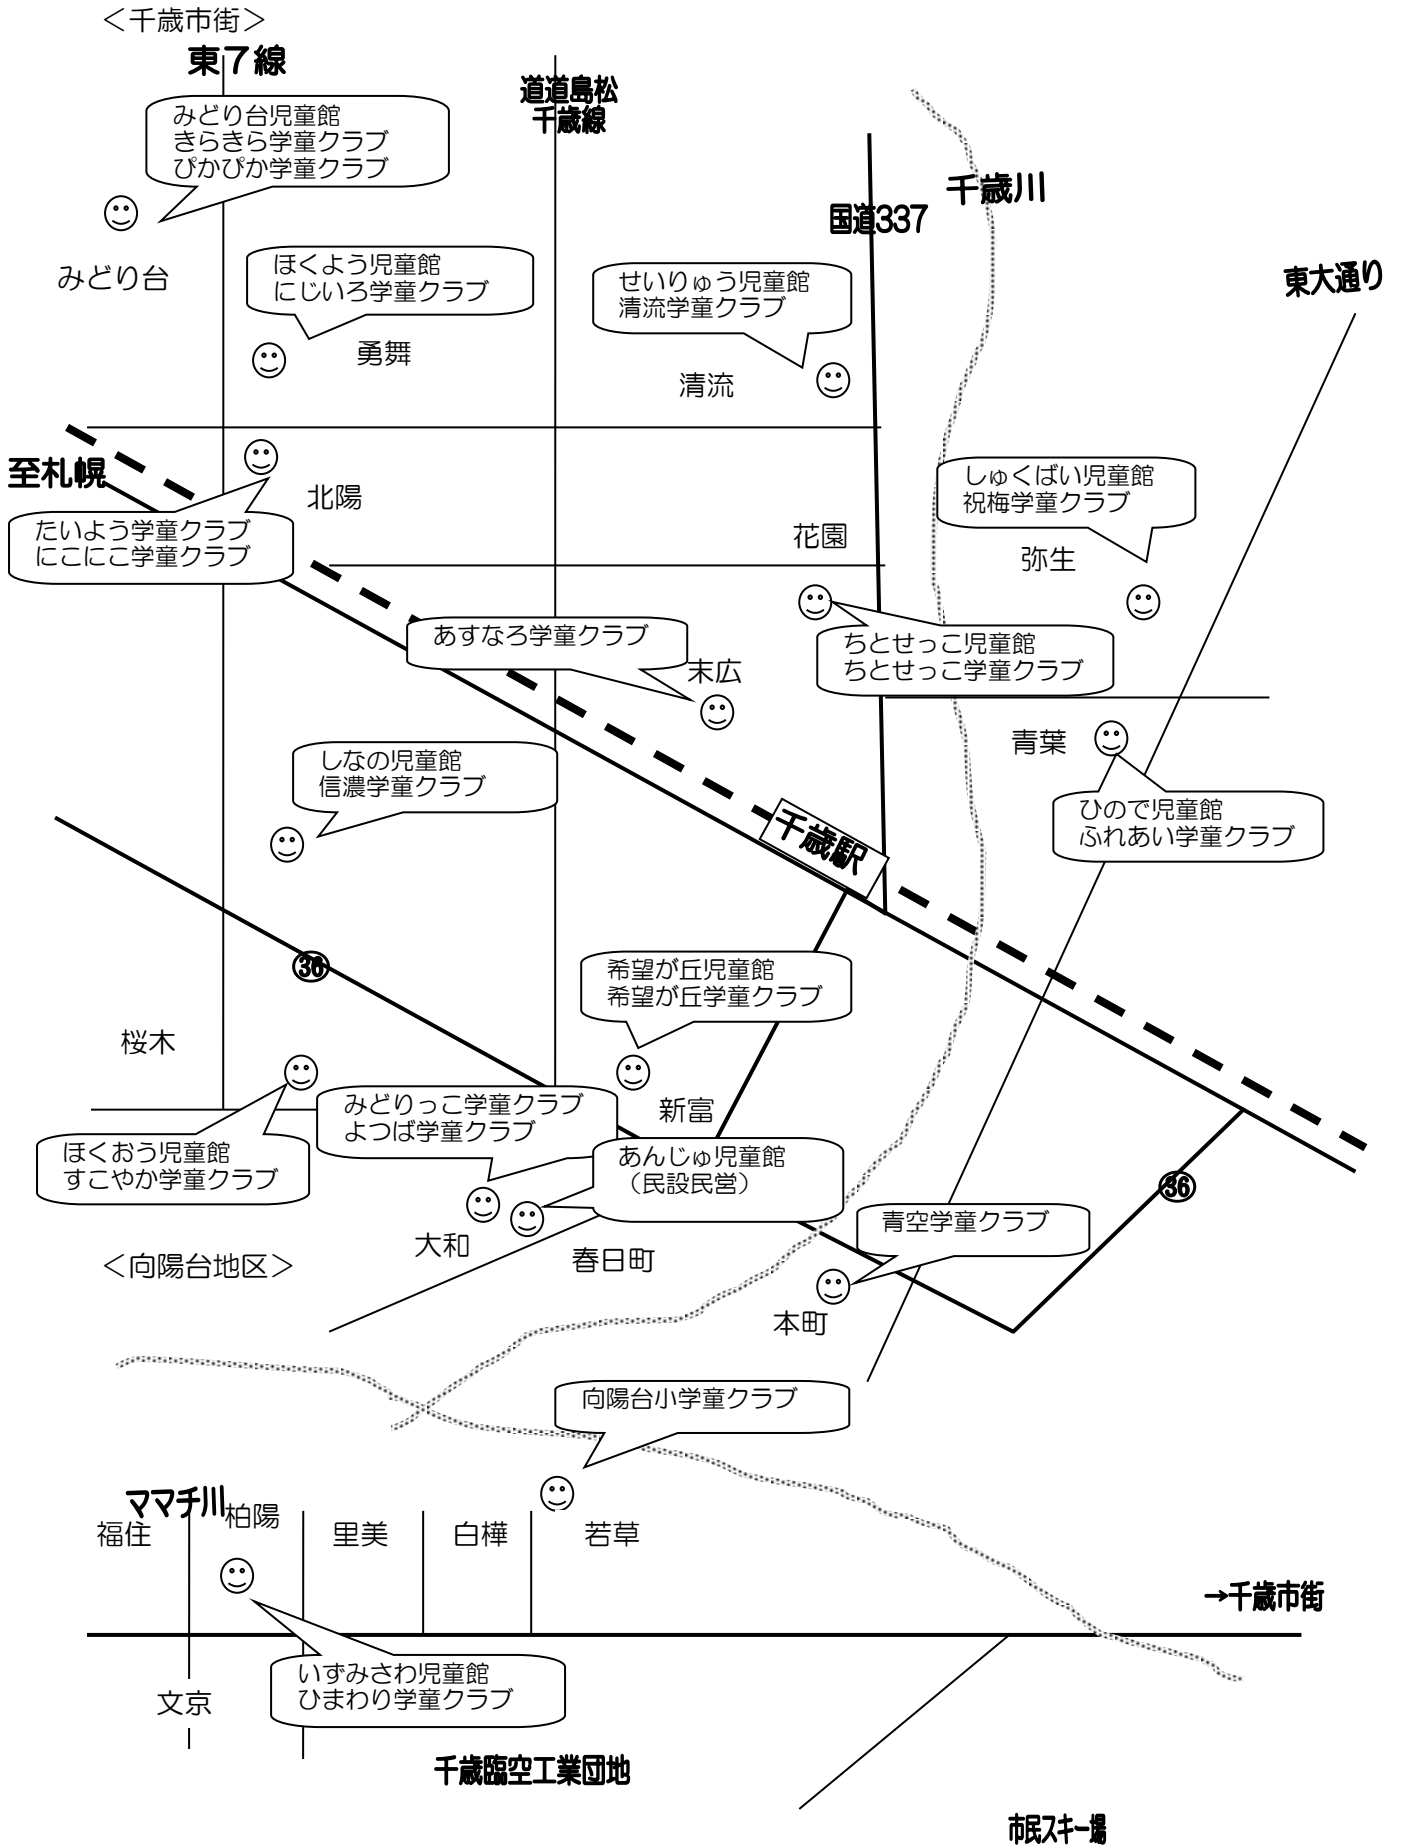 ＜千歳市街＞
東７線
道道島松
千歳線
みどり台児童館
きらきら学童クラブ
ぴかぴか学童クラブ
千歳川
国道337
みどり台
ほくよう児童館
にじいろ学童クラブ
せいりゅう児童館
清流学童クラブ
東大通り
勇舞
清流
至札幌
北陽
しゅくばい児童館
祝梅学童クラブ
たいよう学童クラブ
にこにこ学童クラブ
花園
弥生
あすなろ学童クラブ
ちとせっこ児童館
ちとせっこ学童クラブ
末広
青葉
しなの児童館
信濃学童クラブ
ひので児童館
ふれあい学童クラブ
千歳駅
36
希望が丘児童館
希望が丘学童クラブ
桜木
みどりっこ学童クラブ
よつば学童クラブ
新富
ほくおう児童館
すこやか学童クラブ
あんじゅ児童館
（民設民営）
36
青空学童クラブ
大和
春日町
＜向陽台地区＞
本町
向陽台小学童クラブ
ママチ川
柏陽
福住
里美
白樺
若草
→千歳市街
いずみさわ児童館
ひまわり学童クラブ
文京
千歳臨空工業団地
市民スキー場